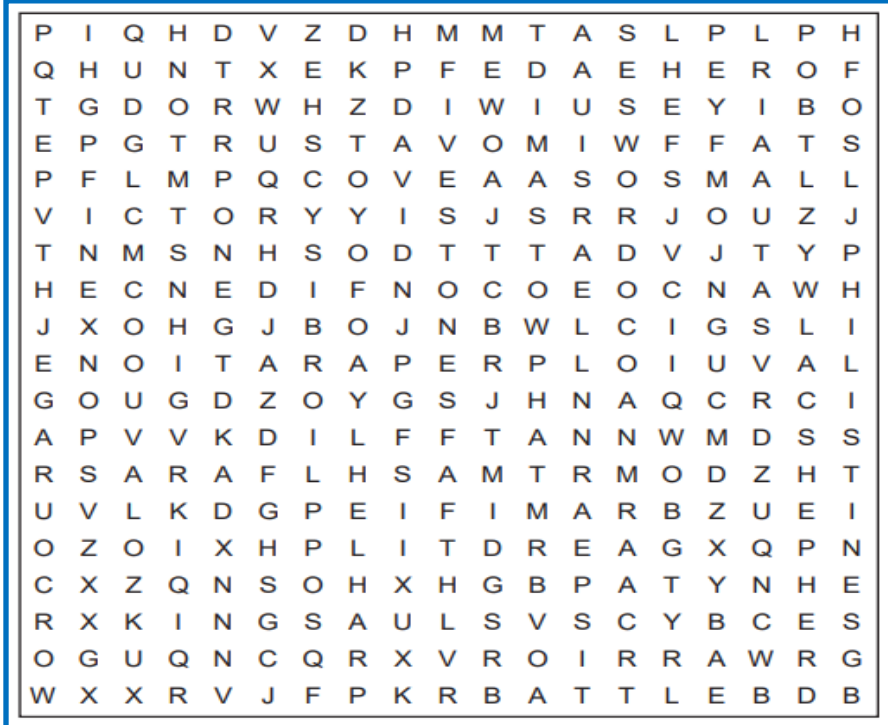 P I Q H D V Z D H M M T A S L P L P H
Q H U N T X E K P F E D A E H E R O F
T G D O R W H Z D I W I U S E Y I B O
E P G T R U S T A V O M I W F F A T S
P F L M P Q C O V E A A S O S M A L L
V I C T O R Y Y I S J S R R J O U Z J
T N M S N H S O D T T T A D V J T Y P
H E C N E D I F N O C O E O C N A W H
J X O H G J B O J N B W L C I G S L I
E N O I T A R A P E R P L O I U V A L
G O U G D Z O Y G S J H N A Q C R C I
A P V V K D I L F F T A N N W M D S S
R S A R A F L H S A M T R M O D Z H T
U V L K D G P E I F I M A R B Z U E I
O Z O I X H P L I T D R E A G X Q P N
C X Z Q N S O H X H G B P A T Y N H E
R X K I N G S A U L S V S C Y B C E S
O G U Q N C Q R X V R O I R R A W R G
W X X R V J F P K R B A T T L E B D B